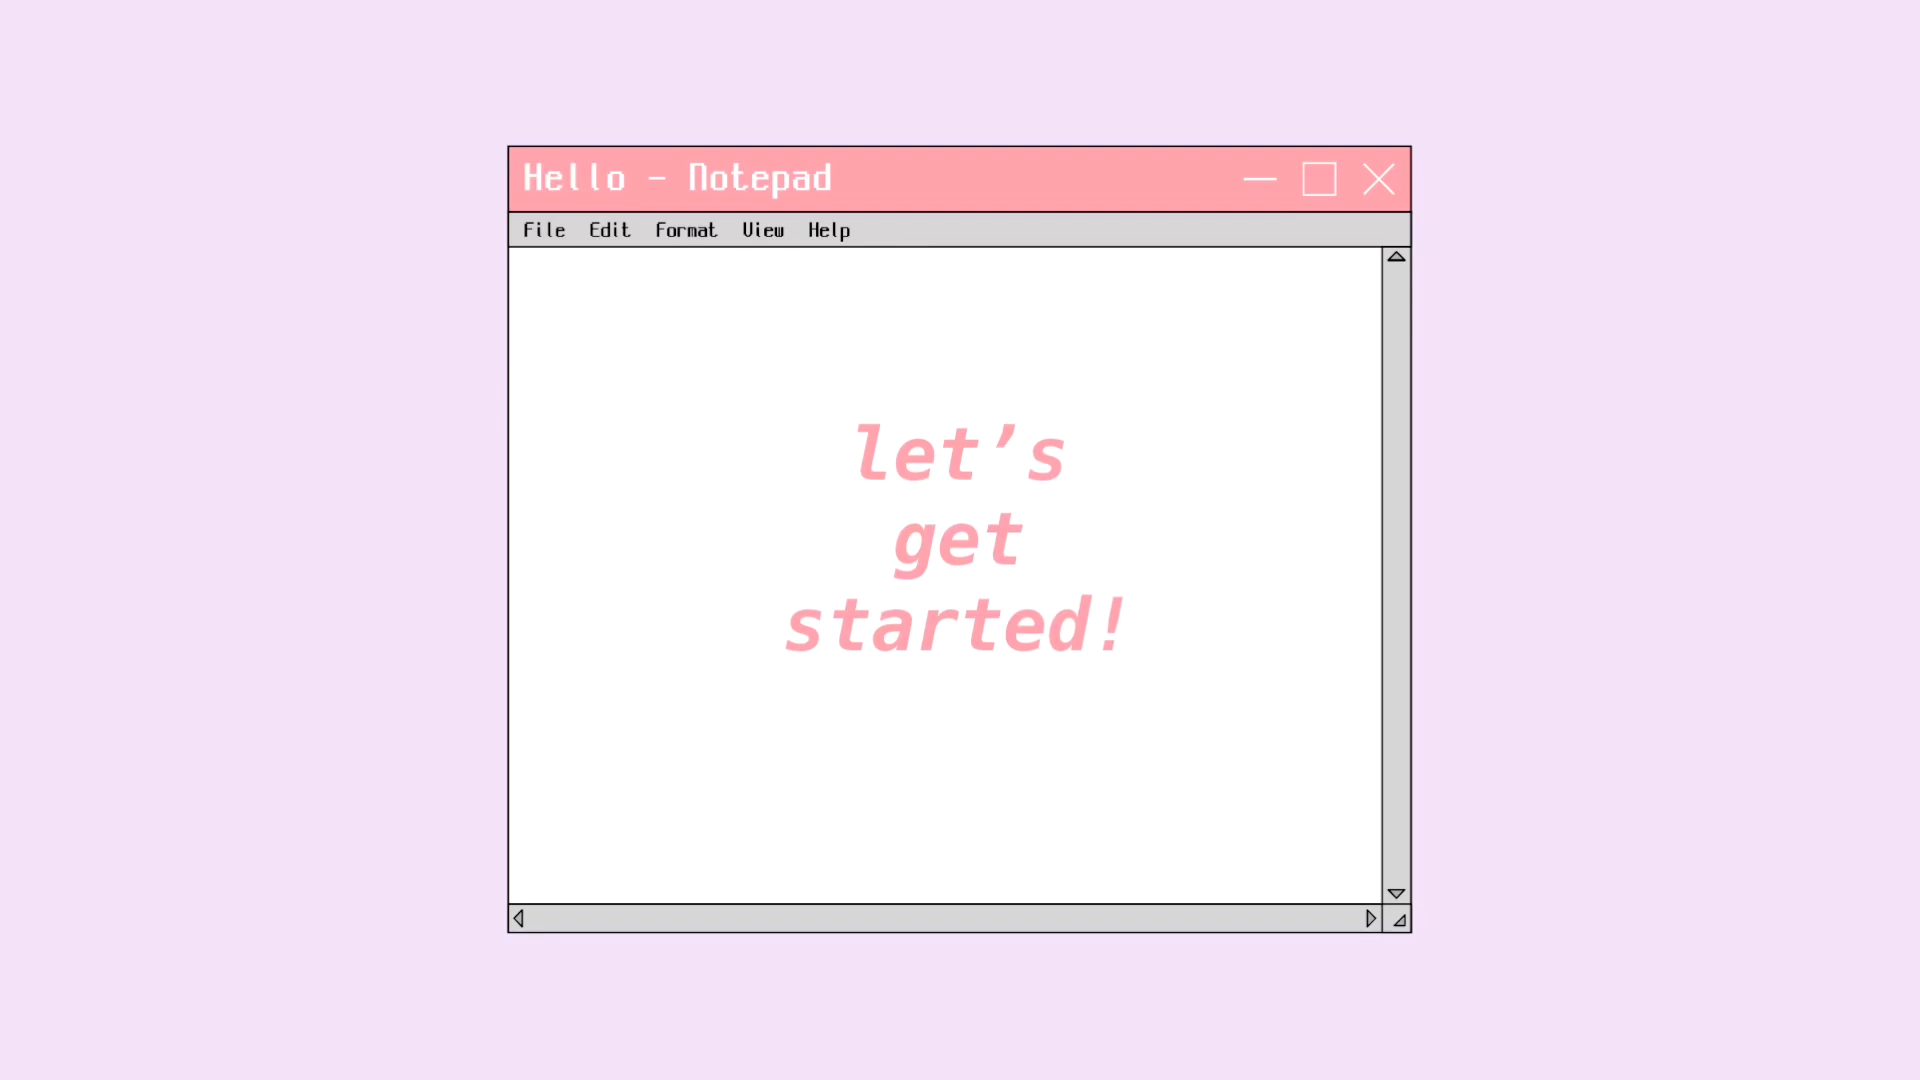 Hello - Notepad
File Edit Format View Help
let’s
get
started!